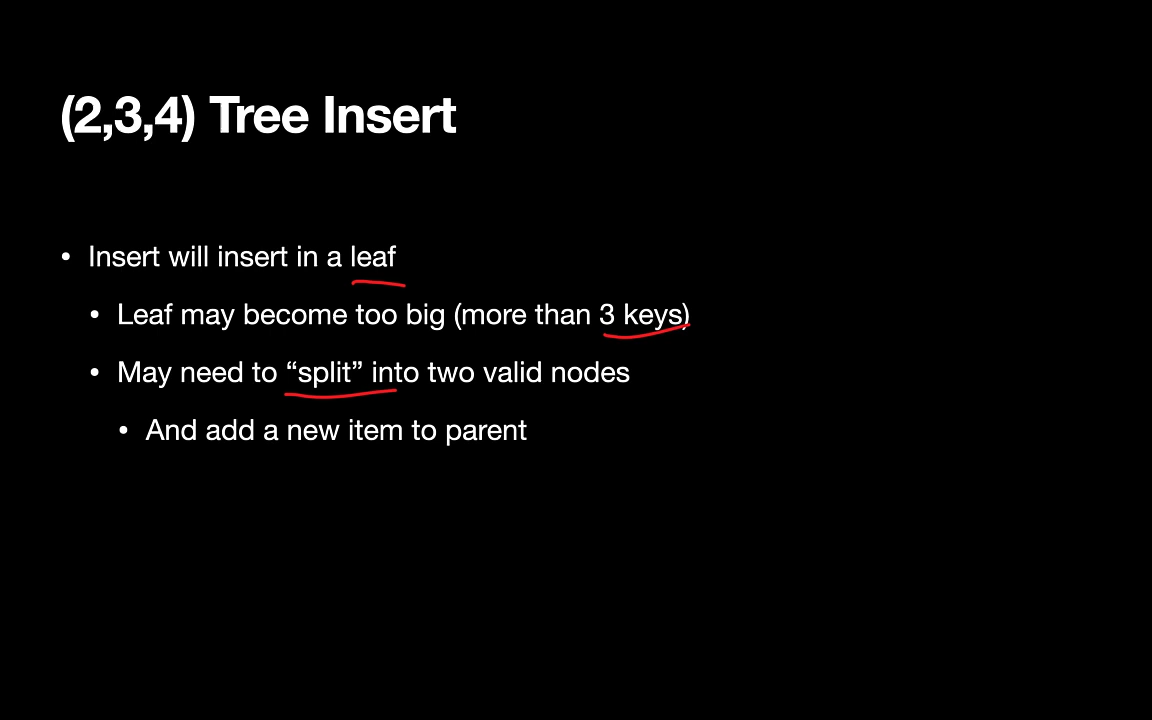 (2,3,4) Tree Insert
• Insert will insert in a leaf
• Leaf may become too big (more than 3 keys)
• May need to “split” into two valid nodes
• And add a new item to parent